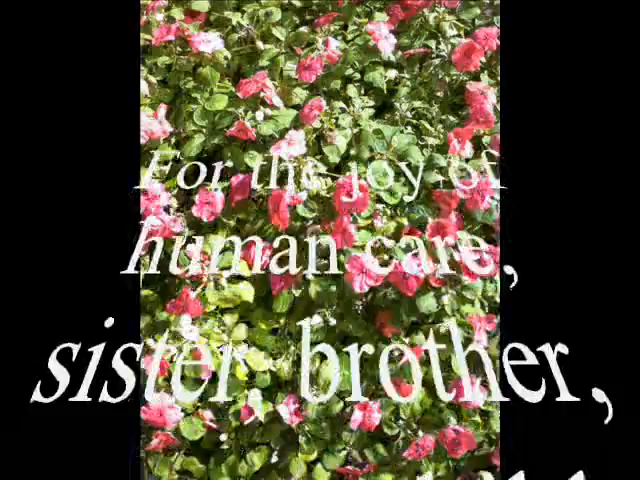 For the joy of
human care,
sister, brother,